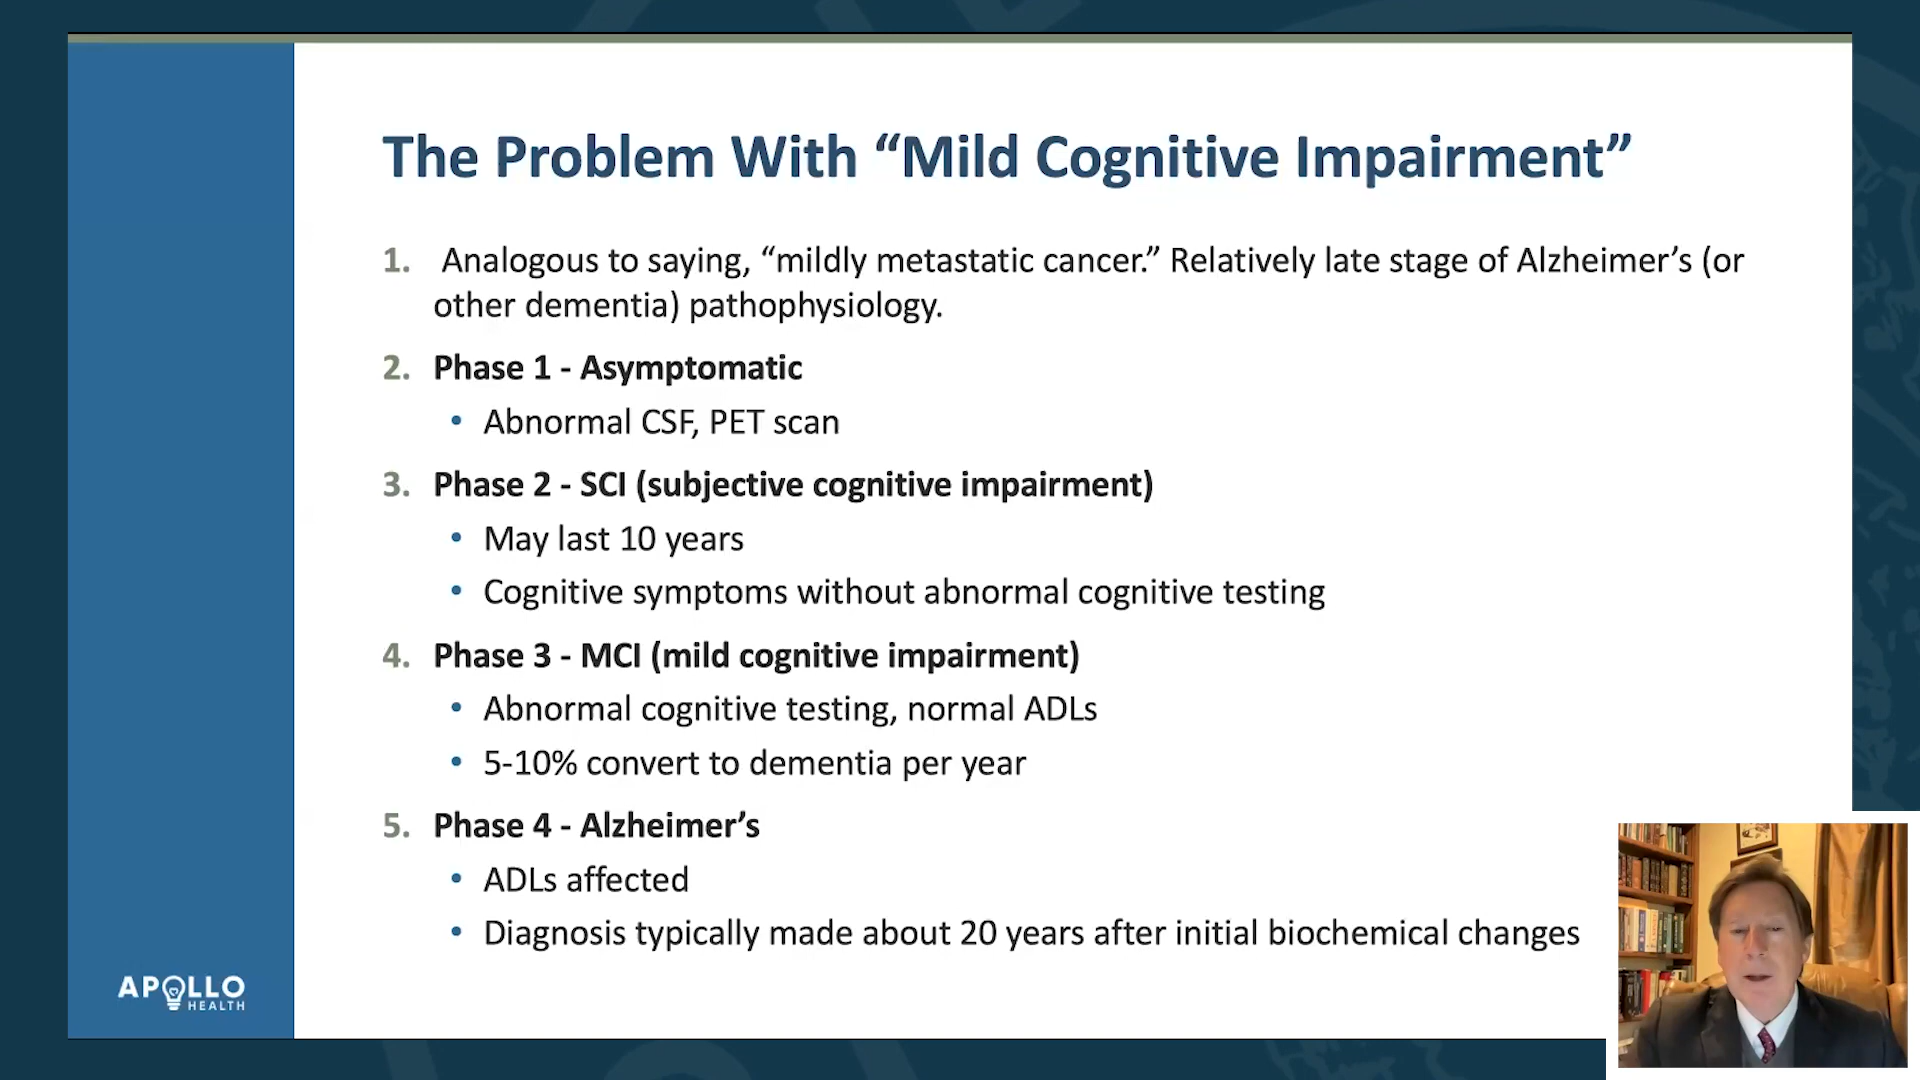 The Problem With “Mild Cognitive Impairment”
1. Analogous to saying, “mildly metastatic cancer.” Relatively late stage of Alzheimer’s (or
other dementia) pathophysiology.
2. Phase 1 - Asymptomatic
• Abnormal CSF, PET scan
3. Phase 2 - SCI (subjective cognitive impairment)
• May last 10 years
• Cognitive symptoms without abnormal cognitive testing
4. Phase 3 - MCI (mild cognitive impairment)
• Abnormal cognitive testing, normal ADLs
• 5-10% convert to dementia per year
5. Phase 4 - Alzheimer’s
• ADLs affected
• Diagnosis typically made about 20 years after initial biochemical changes
APOLLO
HEALTH